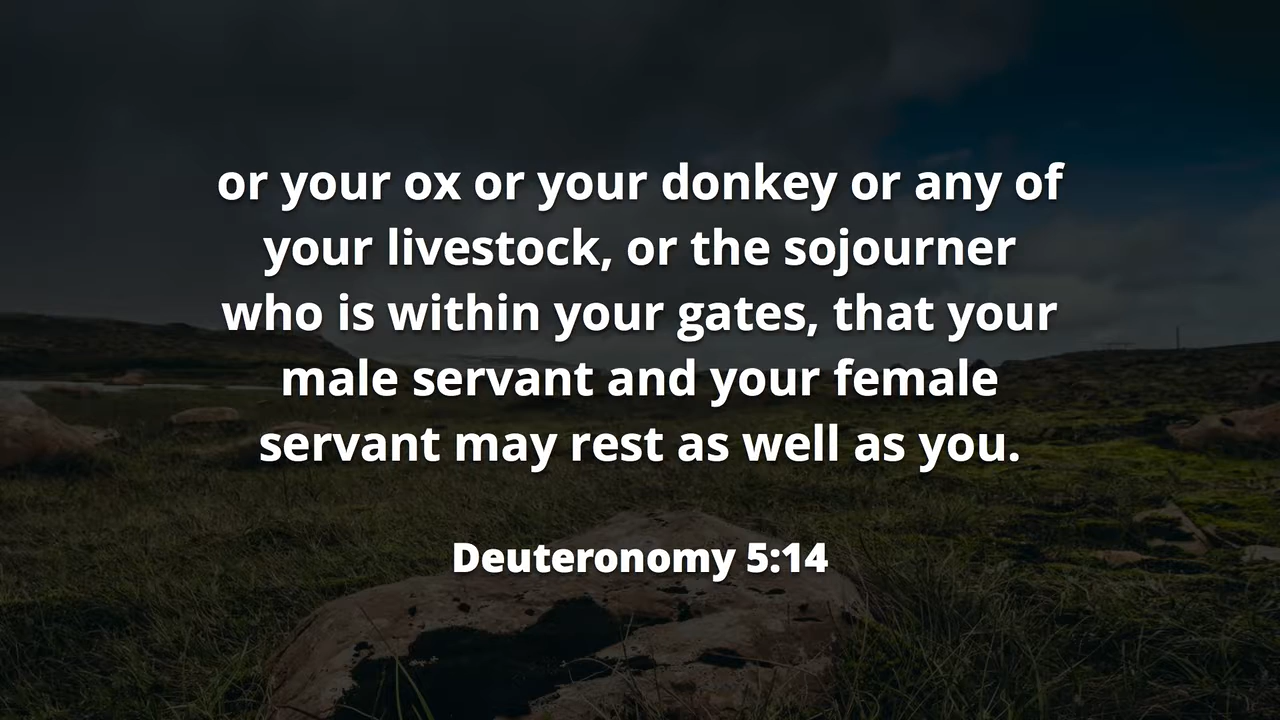 or your ox or your donkey or any of
your livestock, or the sojourner
who is within your gates, that your
male servant and your female
servant may rest as well as you.
Deuteronomy 5:14